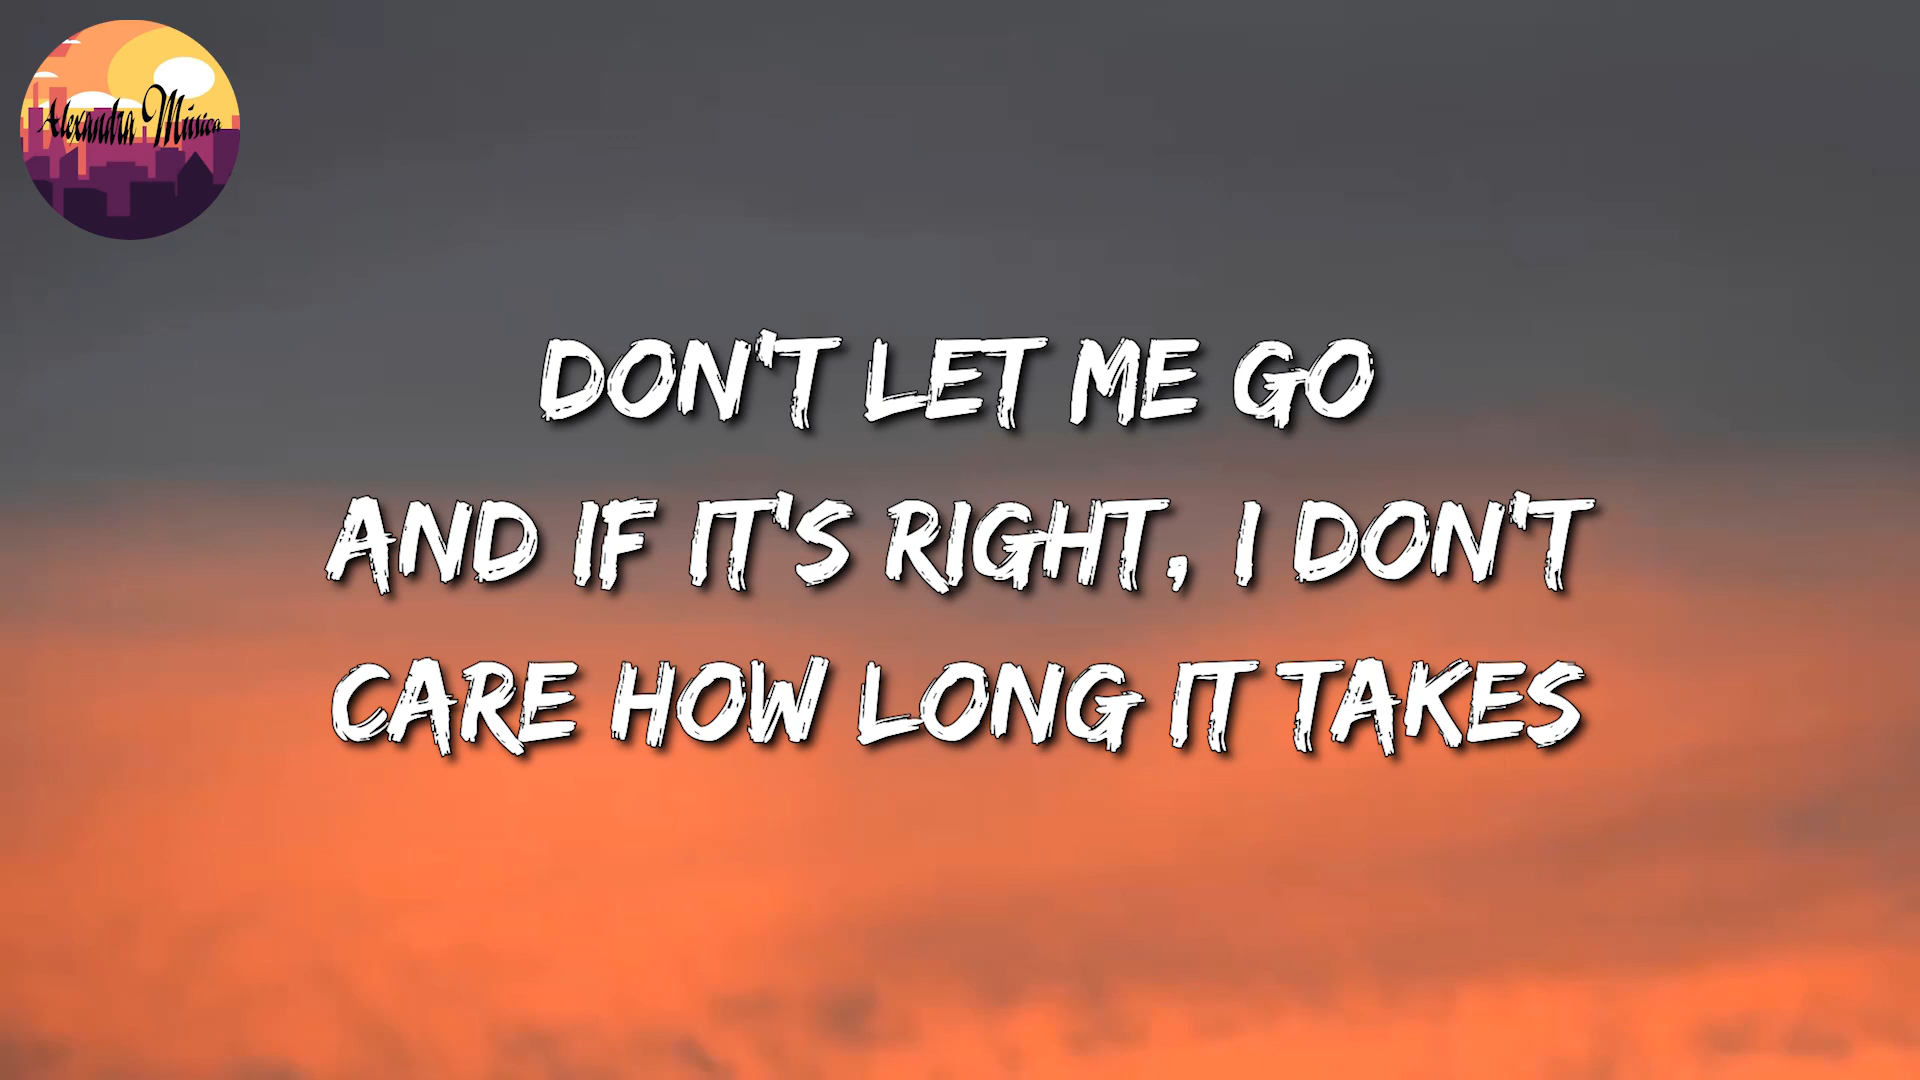 Alexandra Música
DON'T LET ME GO
AND IF IT'S RIGHT, I DON'T
CARE HOW LONG IT TAKES